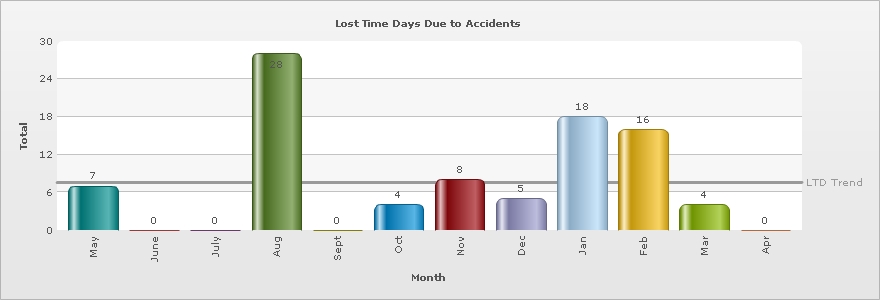 Lost Time Days Due to Accidents
Total
30
24
18
12
6
0
7
0
0
28
0
4
8
5
18
16
4
0
LTD Trend
May
June
July
Aug
Sept
Oct
Nov
Dec
Jan
Feb
Mar
Apr
Month